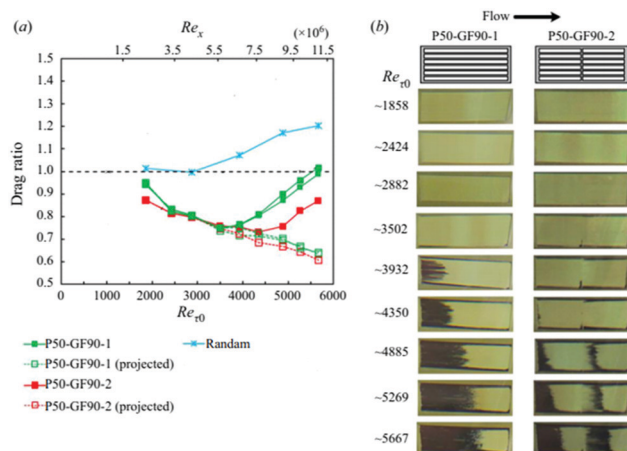 (a)
Re_x
(×10⁶)
1.5 3.5 5.5 7.5 9.5 11.5
Drag ratio
1.5
1.4
1.3
1.2
1.1
1.0
0.9
0.8
0.7
0.6
0.5
0 1000 2000 3000 4000 5000 6000
Re_τ0
P50-GF90-1
Randam
P50-GF90-1 (projected)
P50-GF90-2
P50-GF90-2 (projected)
(b)
Flow
P50-GF90-1 P50-GF90-2
Re_τ0
~1858
~2424
~2882
~3502
~3932
~4350
~4885
~5269
~5667